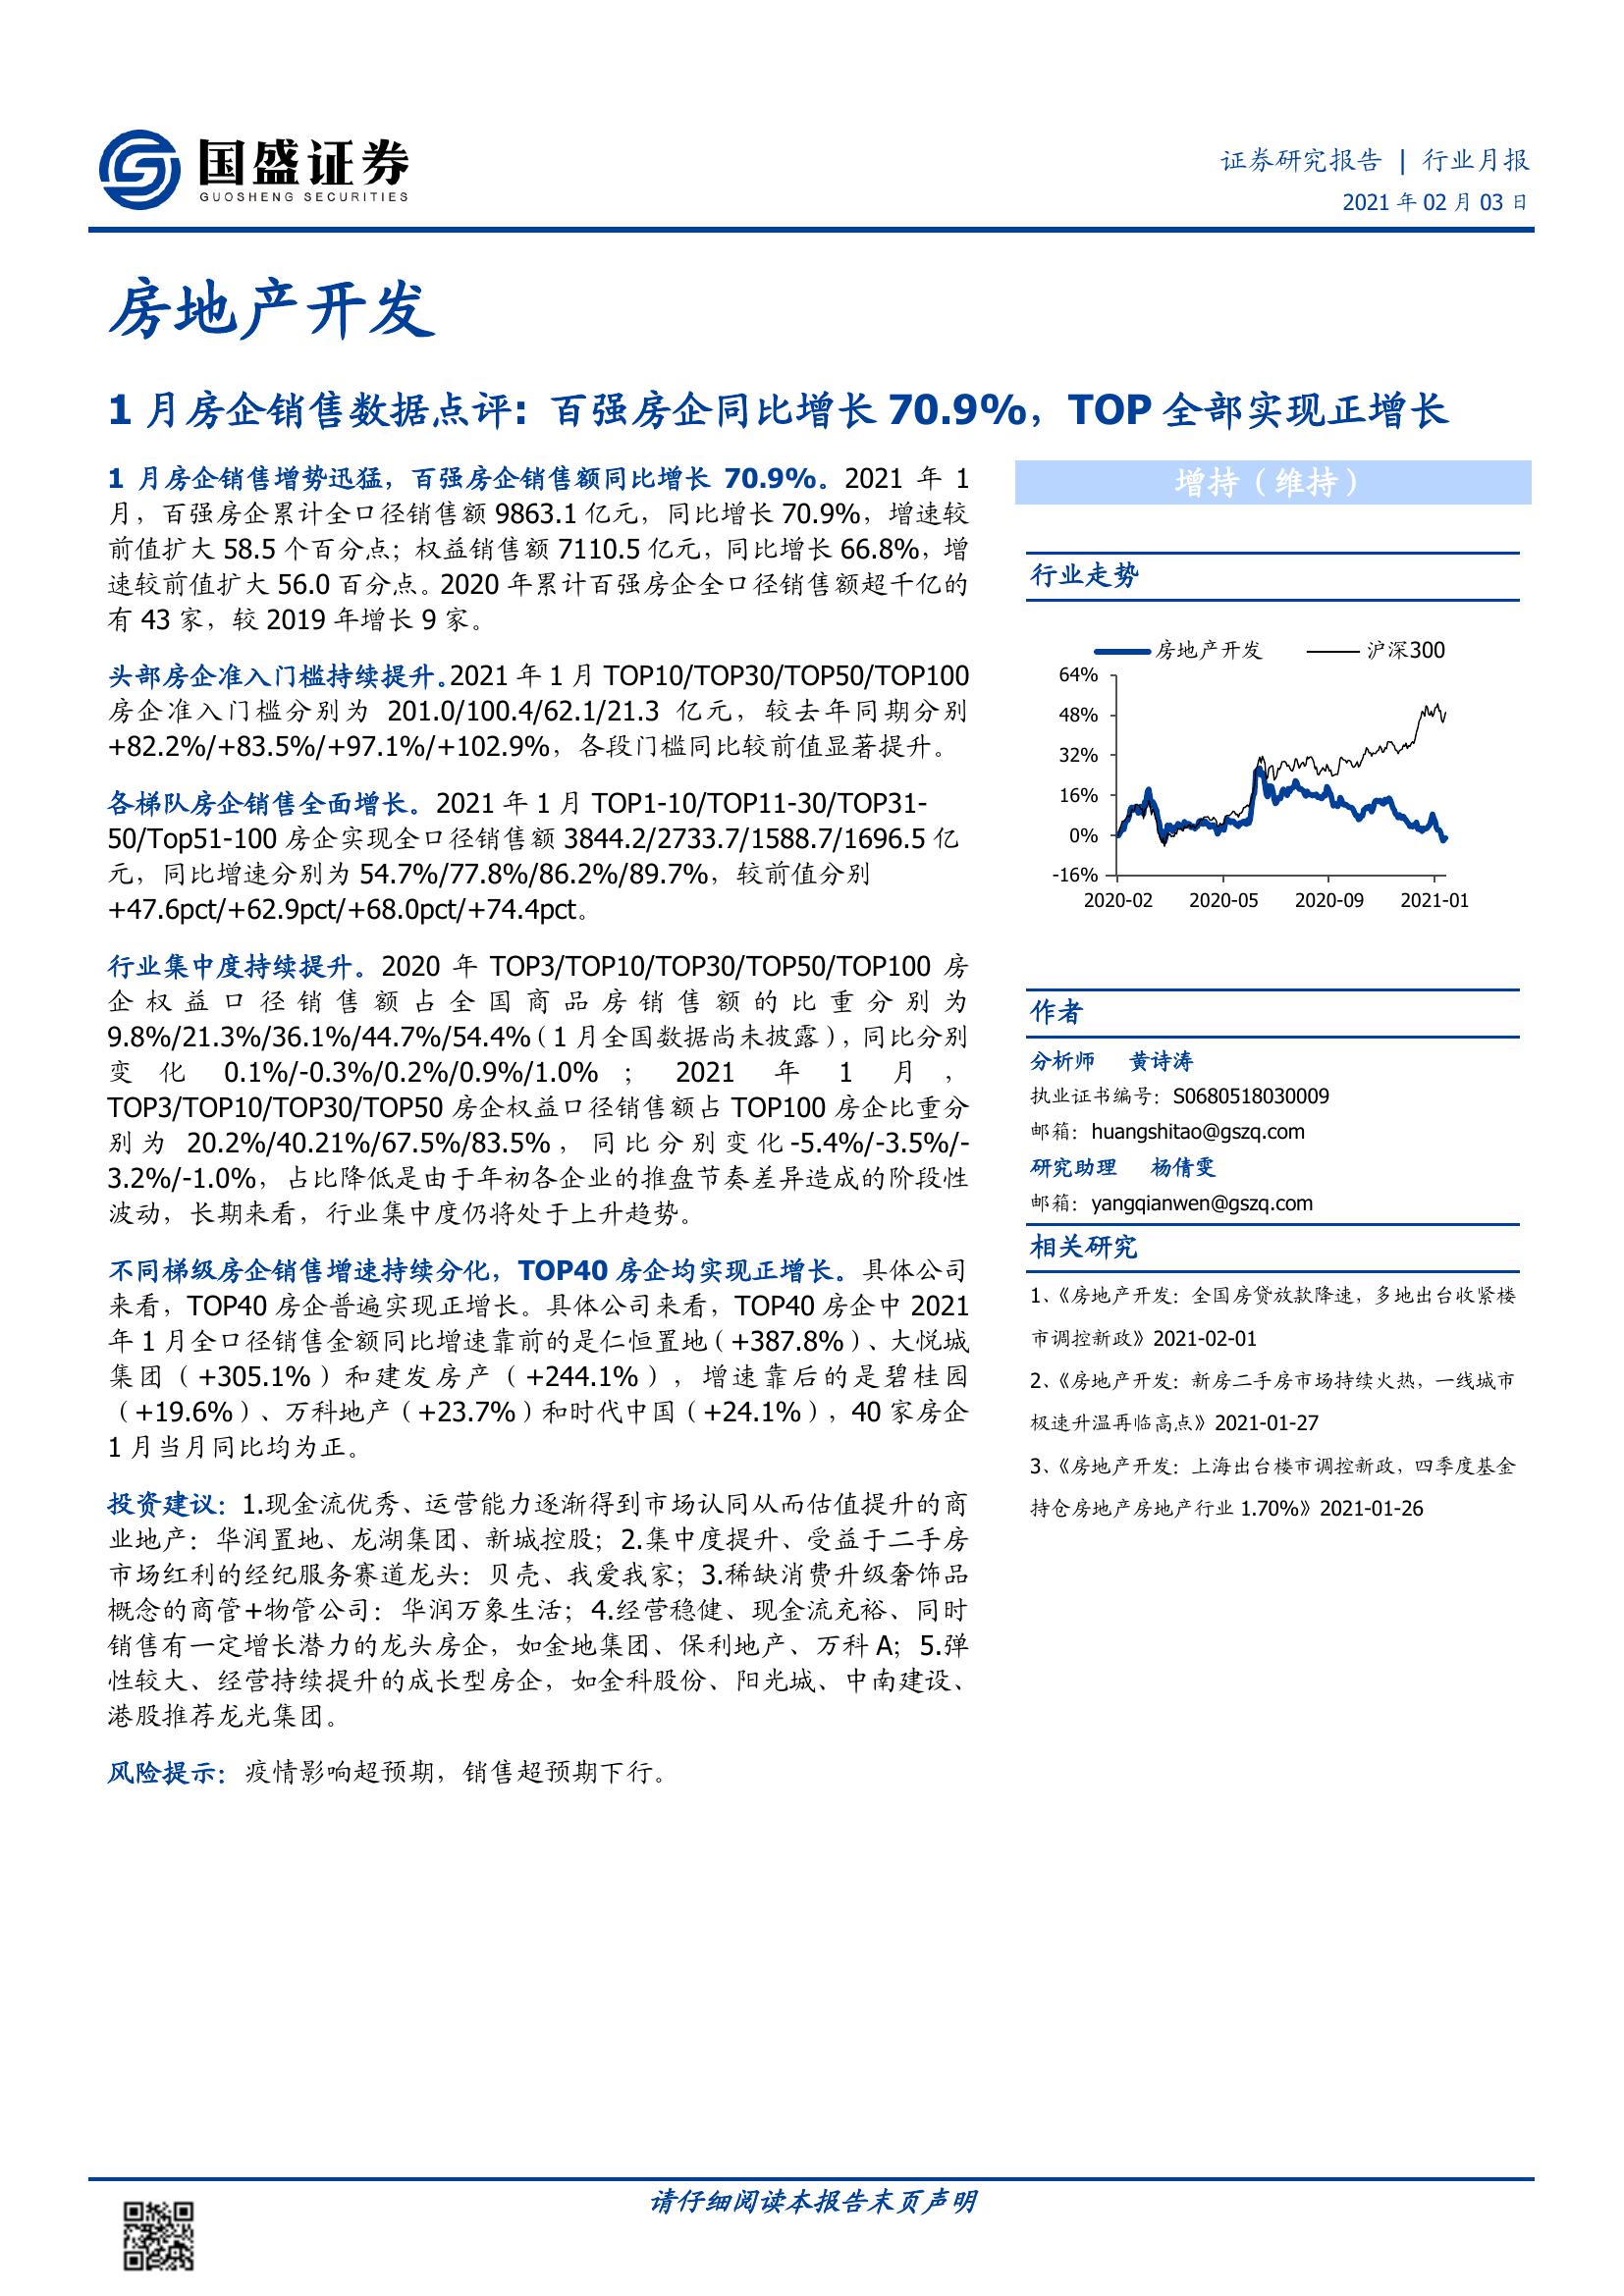 国盛证券
GUOSHENG SECURITIES
证券研究报告 | 行业月报
2021 年 02 月 03 日
房地产开发
1 月房企销售数据点评：百强房企同比增长 70.9%，TOP 全部实现正增长
1 月房企销售增势迅猛，百强房企销售额同比增长 70.9%。2021 年 1
月，百强房企累计全口径销售额 9863.1 亿元，同比增长 70.9%，增速较
前值扩大 58.5 个百分点；权益销售额 7110.5 亿元，同比增长 66.8%，增
速较前值扩大 56.0 百分点。2020 年累计百强房企全口径销售额超千亿的
有 43 家，较 2019 年增长 9 家。
头部房企准入门槛持续提升。2021 年 1 月 TOP10/TOP30/TOP50/TOP100
房企准入门槛分别为 201.0/100.4/62.1/21.3 亿元，较去年同期分别
+82.2%/+83.5%/+97.1%/+102.9%，各段门槛同比较前值显著提升。
各梯队房企销售全面增长。2021 年 1 月 TOP1-10/TOP11-30/TOP31-
50/Top51-100 房企实现全口径销售额 3844.2/2733.7/1588.7/1696.5 亿
元，同比增速分别为 54.7%/77.8%/86.2%/89.7%，较前值分别
+47.6pct/+62.9pct/+68.0pct/+74.4pct。
行业集中度持续提升。2020 年 TOP3/TOP10/TOP30/TOP50/TOP100 房
企权益口径销售额占全国商品房销售额的比重分别为
9.8%/21.3%/36.1%/44.7%/54.4%（1 月全国数据尚未披露），同比分别
变化 0.1%/-0.3%/0.2%/0.9%/1.0%；2021 年 1 月，
TOP3/TOP10/TOP30/TOP50 房企权益口径销售额占 TOP100 房企比重分
别为 20.2%/40.21%/67.5%/83.5%，同比分别变化-5.4%/-3.5%/-
3.2%/-1.0%，占比降低是由于年初各企业的推盘节奏差异造成的阶段性
波动，长期来看，行业集中度仍将处于上升趋势。
不同梯级房企销售增速持续分化，TOP40 房企均实现正增长。具体公司
来看，TOP40 房企普遍实现正增长。具体公司来看，TOP40 房企中 2021
年 1 月全口径销售金额同比增速靠前的是仁恒置地（+387.8%）、大悦城
集团（+305.1%）和建发房产（+244.1%），增速靠后的是碧桂园
（+19.6%）、万科地产（+23.7%）和时代中国（+24.1%），40 家房企
1 月当月同比均为正。
投资建议：1.现金流优秀、运营能力逐渐得到市场认同从而估值提升的商
业地产：华润置地、龙湖集团、新城控股；2.集中度提升、受益于二手房
市场红利的经纪服务赛道龙头：贝壳、我爱我家；3.稀缺消费升级奢饰品
概念的商管+物管公司：华润万象生活；4.经营稳健、现金流充裕、同时
销售有一定增长潜力的龙头房企，如金地集团、保利地产、万科 A；5.弹
性较大、经营持续提升的成长型房企，如金科股份、阳光城、中南建设、
港股推荐龙光集团。
风险提示：疫情影响超预期，销售超预期下行。
增持（维持）
行业走势
房地产开发 沪深300
64%
48%
32%
16%
0%
-16%
2020-02 2020-05 2020-09 2021-01
作者
分析师 黄诗涛
执业证书编号：S0680518030009
邮箱：huangshitao@gszq.com
研究助理 杨倩雯
邮箱：yangqianwen@gszq.com
相关研究
1、《房地产开发：全国房贷放款降速，多地出台收紧楼
市调控新政》2021-02-01
2、《房地产开发：新房二手房市场持续火热，一线城市
极速升温再临高点》2021-01-27
3、《房地产开发：上海出台楼市调控新政，四季度基金
持仓房地产房地产行业 1.70%》2021-01-26
请仔细阅读本报告末页声明